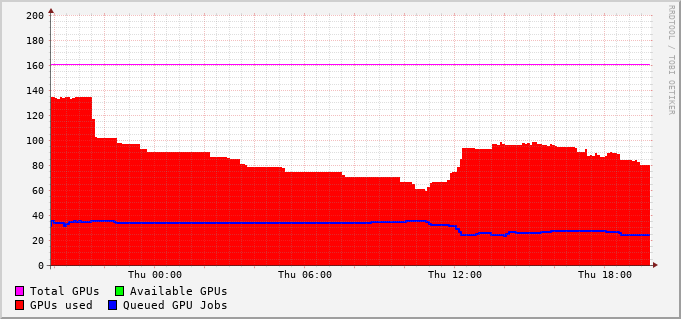 200
180
160
140
120
100
80
60
40
20
0
Thu 00:00 Thu 06:00 Thu 12:00 Thu 18:00
Total GPUs Available GPUs
GPUs used Queued GPU Jobs
RRDTOOL / TOBI OETIKER